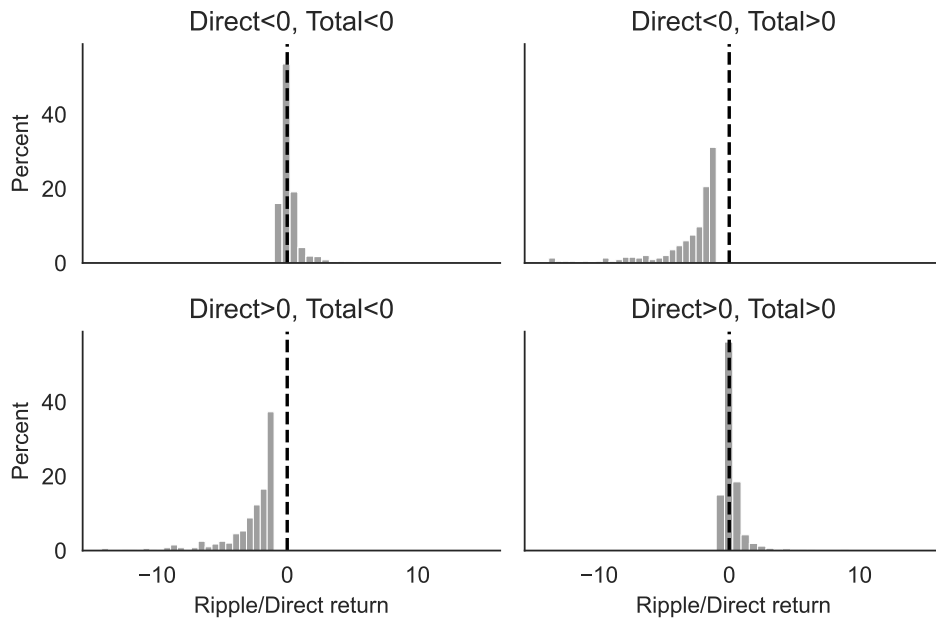 Direct<0, Total<0
Direct<0, Total>0
Percent
40
20
0
Direct>0, Total<0
Direct>0, Total>0
Percent
40
20
0
−10 0 10
−10 0 10
Ripple/Direct return
Ripple/Direct return